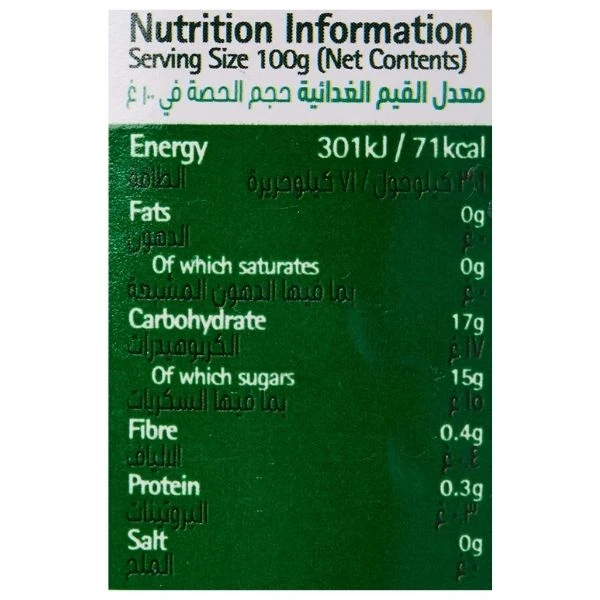 Nutrition Information
Serving Size 100g (Net Contents)
معدل القيم الغذائية حجم الحصة في ١٠٠ غ
Energy 301kJ / 71kcal
الطاقة ٣٠١ كيلوجول / ٧١ كيلوحريرة
Fats 0g
الدهون ٠ غ
Of which saturates 0g
بما فيها الدهون المشبعة ٠ غ
Carbohydrate 17g
الكربوهيدرات ١٧ غ
Of which sugars 15g
بما فيها السكريات ١٥ غ
Fibre 0.4g
الالياف ٠.٤ غ
Protein 0.3g
البروتينات ٠.٣ غ
Salt 0g
الملح ٠ غ